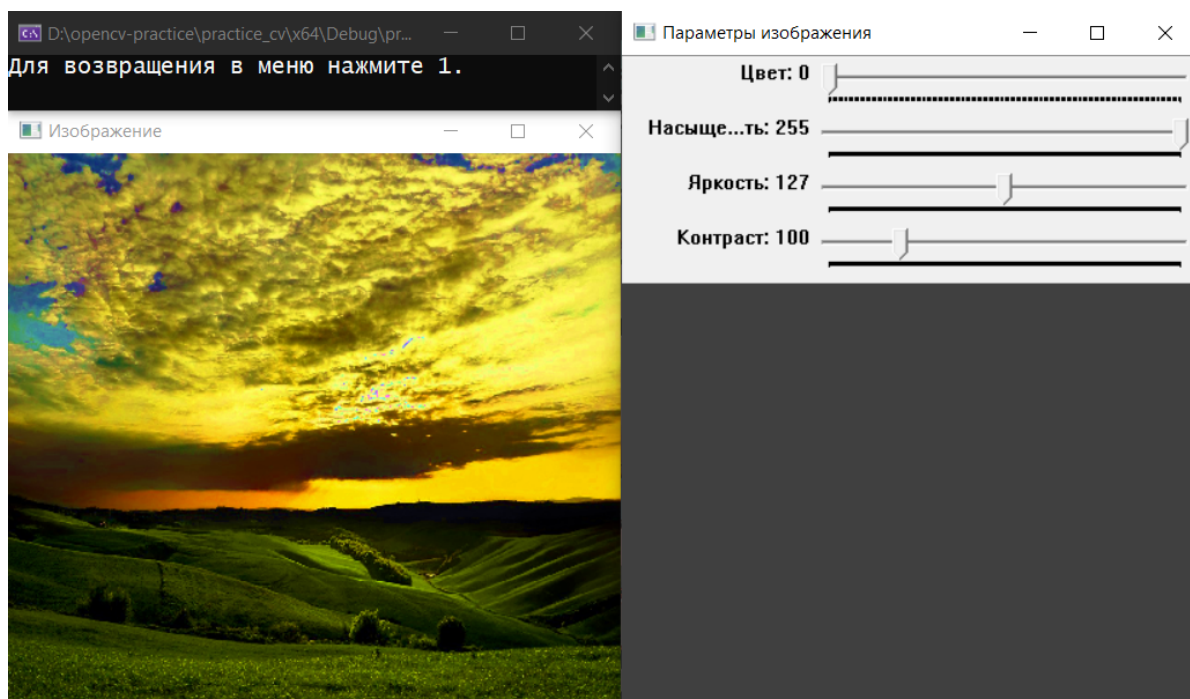 D:\opencv-practice\practice_cv\x64\Debug\pr...
Для возвращения в меню нажмите 1.
Изображение
Параметры изображения
Цвет: 0
Насыще...ть: 255
Яркость: 127
Контраст: 100